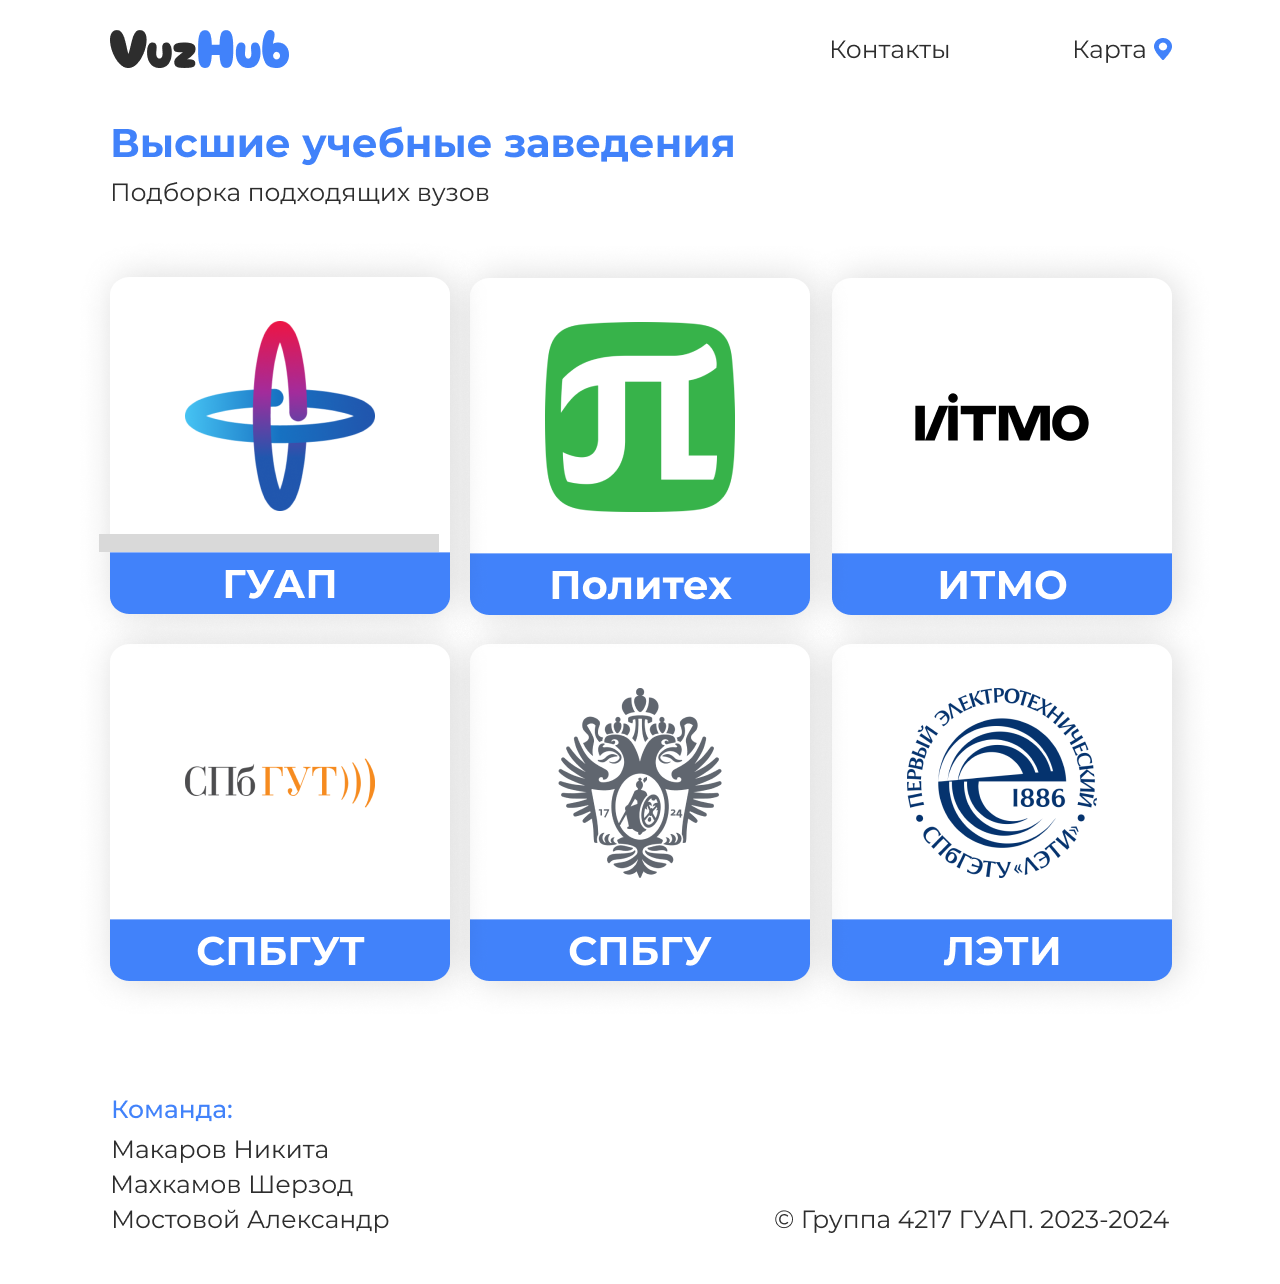 VuzHub
Контакты
Карта
Высшие учебные заведения
Подборка подходящих вузов
ИТМО
ГУАП
Политех
ИТМО
СПбГУТ)))
17 24
ПЕРВЫЙ ЭЛЕКТРОТЕХНИЧЕСКИЙ
1886
• СПбГЭТУ «ЛЭТИ» •
СПБГУТ
СПБГУ
ЛЭТИ
Команда:
Макаров Никита
Махкамов Шерзод
Мостовой Александр
© Группа 4217 ГУАП. 2023-2024